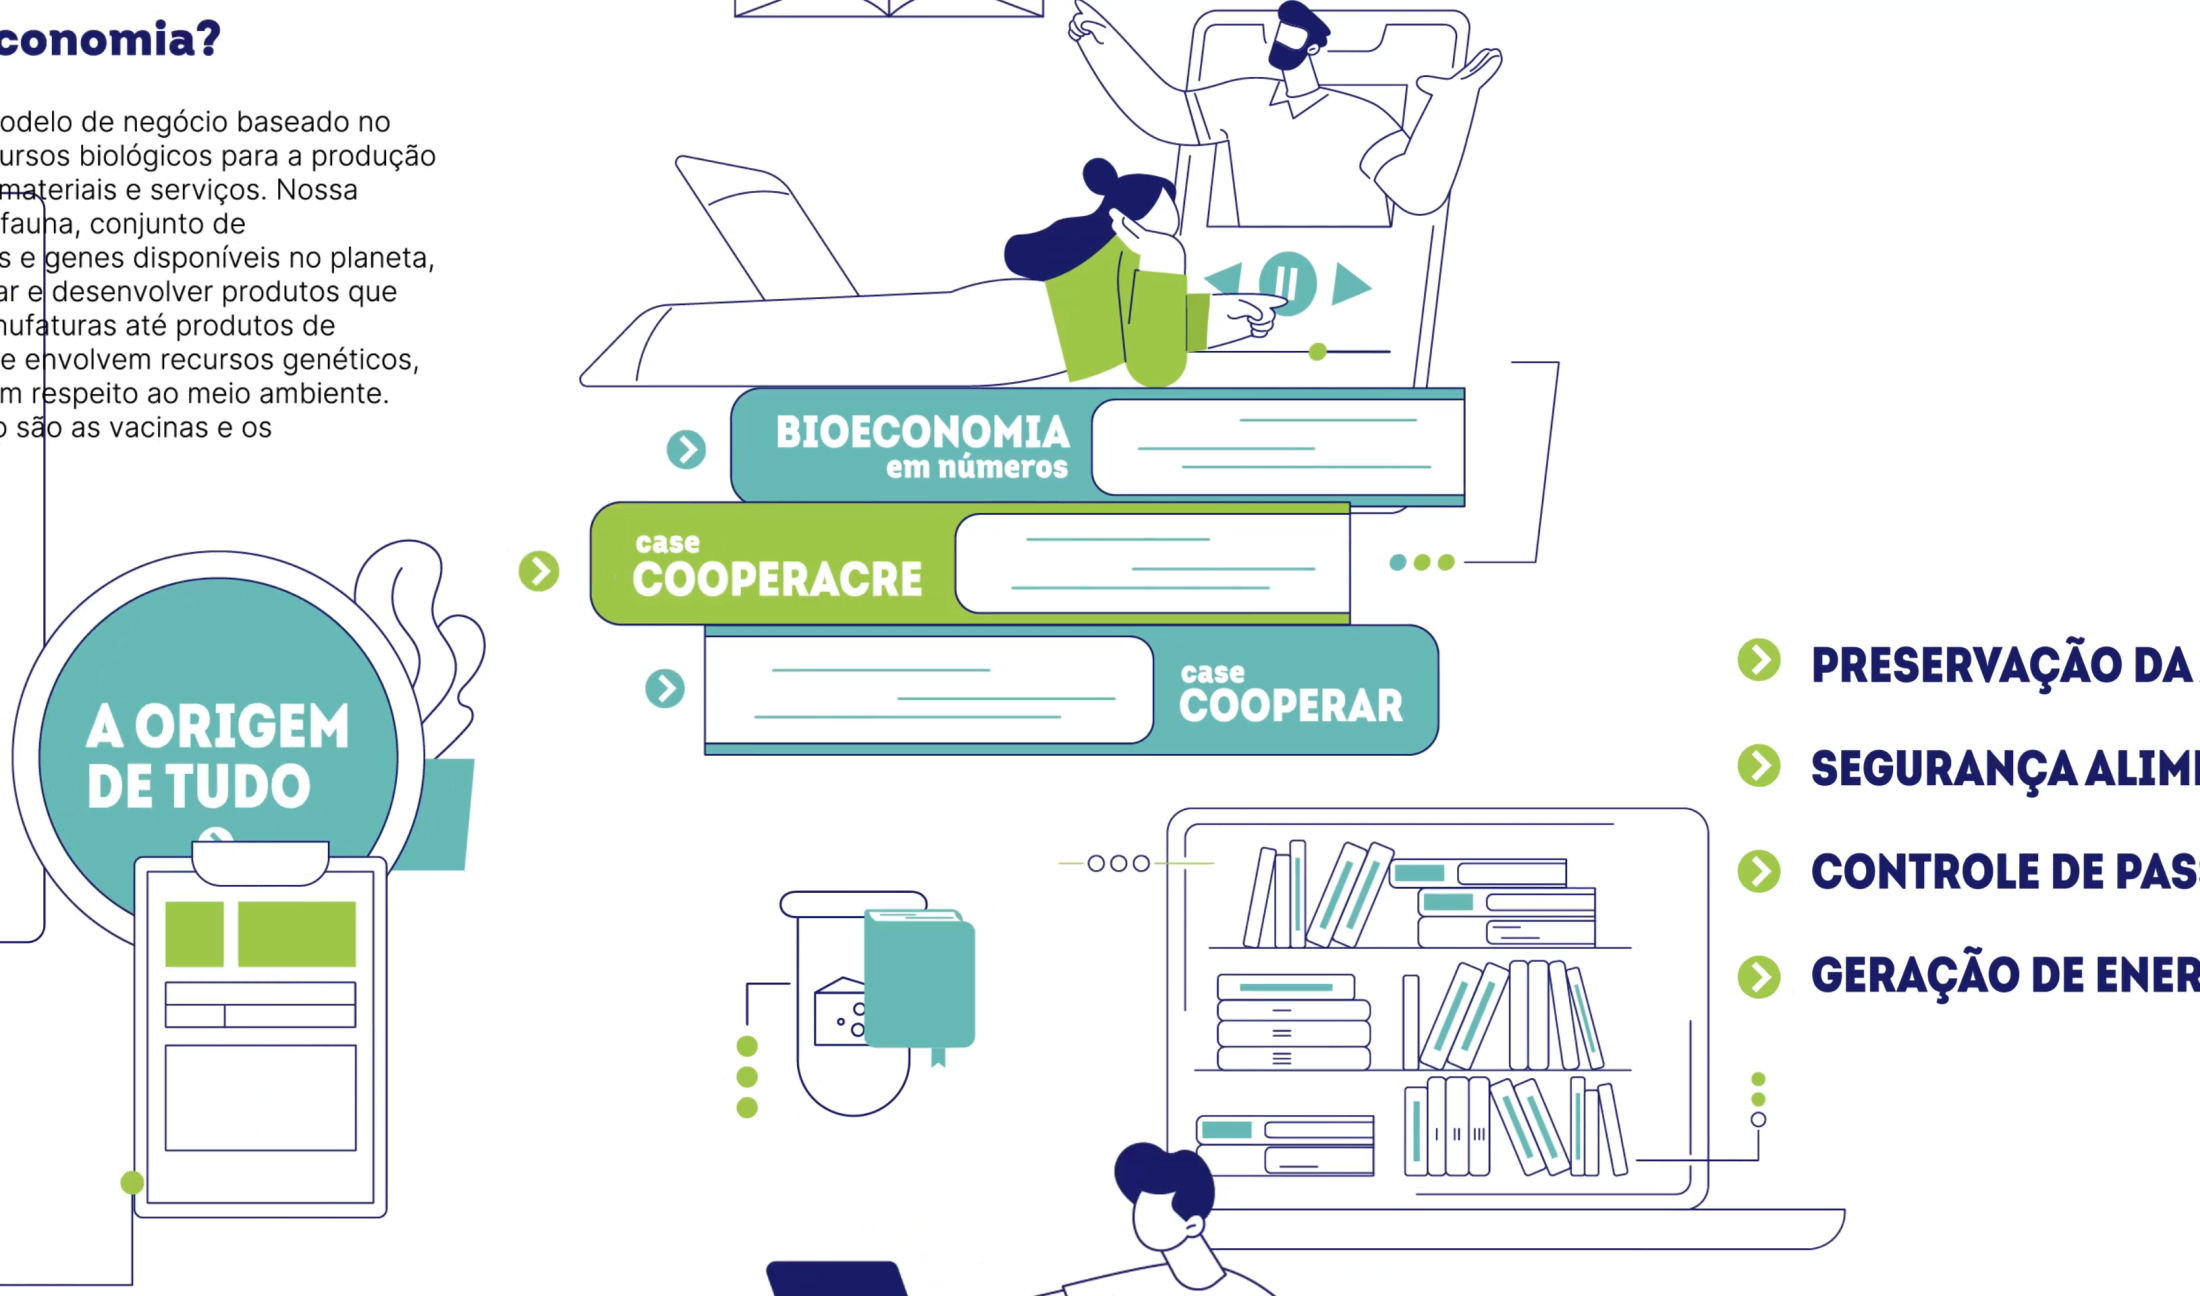 conomia?
odelo de negócio baseado no
ursos biológicos para a produção
materiais e serviços. Nossa
fauna, conjunto de
s e genes disponíveis no planeta,
ar e desenvolver produtos que
nufaturas até produtos de
e envolvem recursos genéticos,
m respeito ao meio ambiente.
o são as vacinas e os
BIOECONOMIA
em números
case
COOPERACRE
case
COOPERAR
A ORIGEM
DE TUDO
PRESERVAÇÃO DA
SEGURANÇA ALIM
CONTROLE DE PAS
GERAÇÃO DE ENER